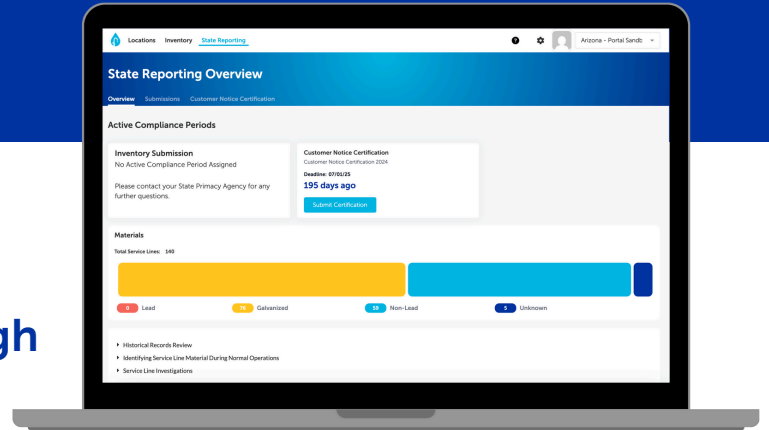 Locations Inventory State Reporting
Arizona - Portal Sandb
State Reporting Overview
Overview Submissions Customer Notice Certification
Active Compliance Periods
Inventory Submission
No Active Compliance Period Assigned
Please contact your State Primacy Agency for any
further questions.
Customer Notice Certification
Customer Notice Certification 2024
Deadline: 07/01/25
195 days ago
Submit Certification
Materials
Total Service Lines: 140
0 Lead 76 Galvanized 59 Non-Lead 5 Unknown
gh
Historical Records Review
Identifying Service Line Material During Normal Operations
Service Line Investigations